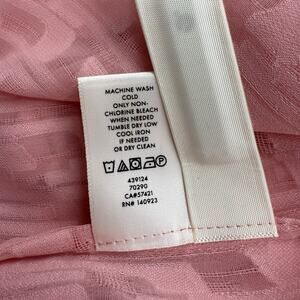 MACHINE WASH
COLD
ONLY NON-
CHLORINE BLEACH
WHEN NEEDED
TUMBLE DRY LOW
COOL IRON
IF NEEDED
OR DRY CLEAN
439124
70290
CA#57421
RN# 140923